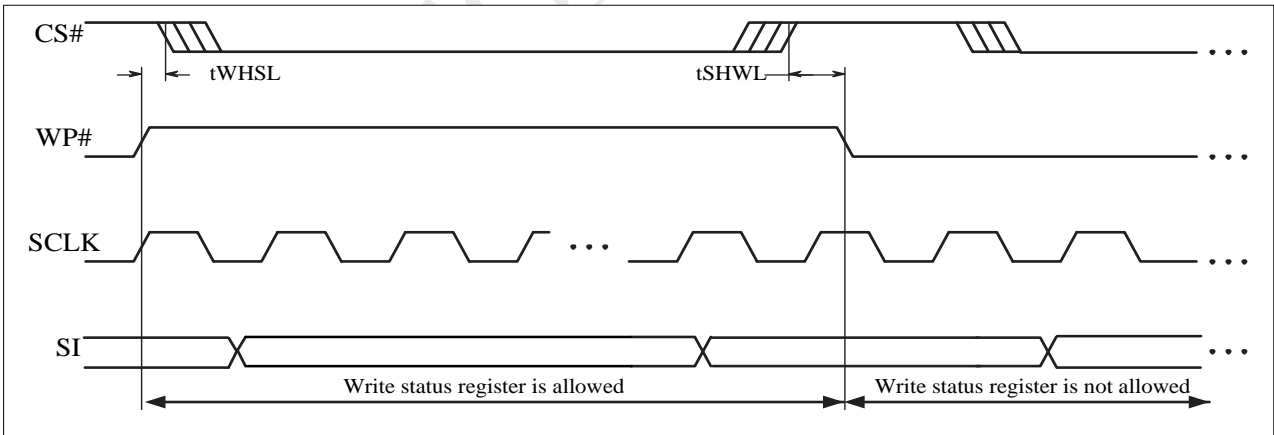 CS#
tWHSL
tSHWL
WP#
SCLK
SI
Write status register is allowed
Write status register is not allowed